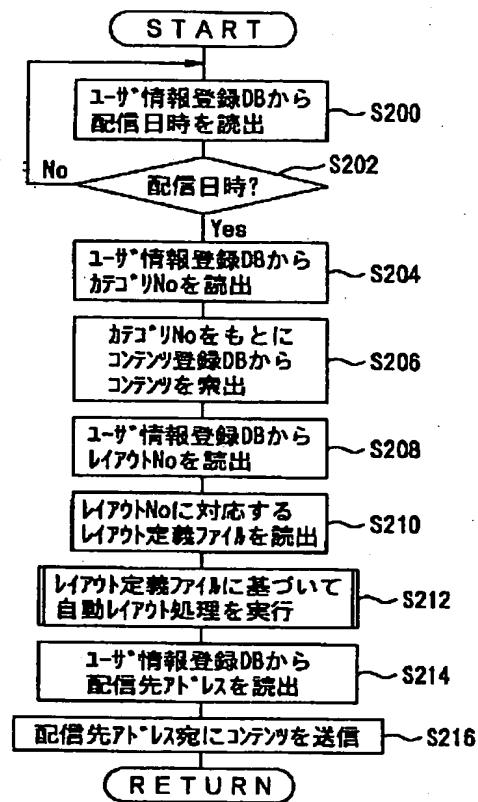 START
ユーザ情報登録DBから
配信日時を読出
S200
配信日時?
S202
No
Yes
ユーザ情報登録DBから
カテゴリNoを読出
S204
カテゴリNoをもとに
コンテンツ登録DBから
コンテンツを索出
S206
ユーザ情報登録DBから
レイアウトNoを読出
S208
レイアウトNoに対応する
レイアウト定義ファイルを読出
S210
レイアウト定義ファイルに基づいて
自動レイアウト処理を実行
S212
ユーザ情報登録DBから
配信先アドレスを読出
S214
配信先アドレス宛にコンテンツを送信
S216
RETURN